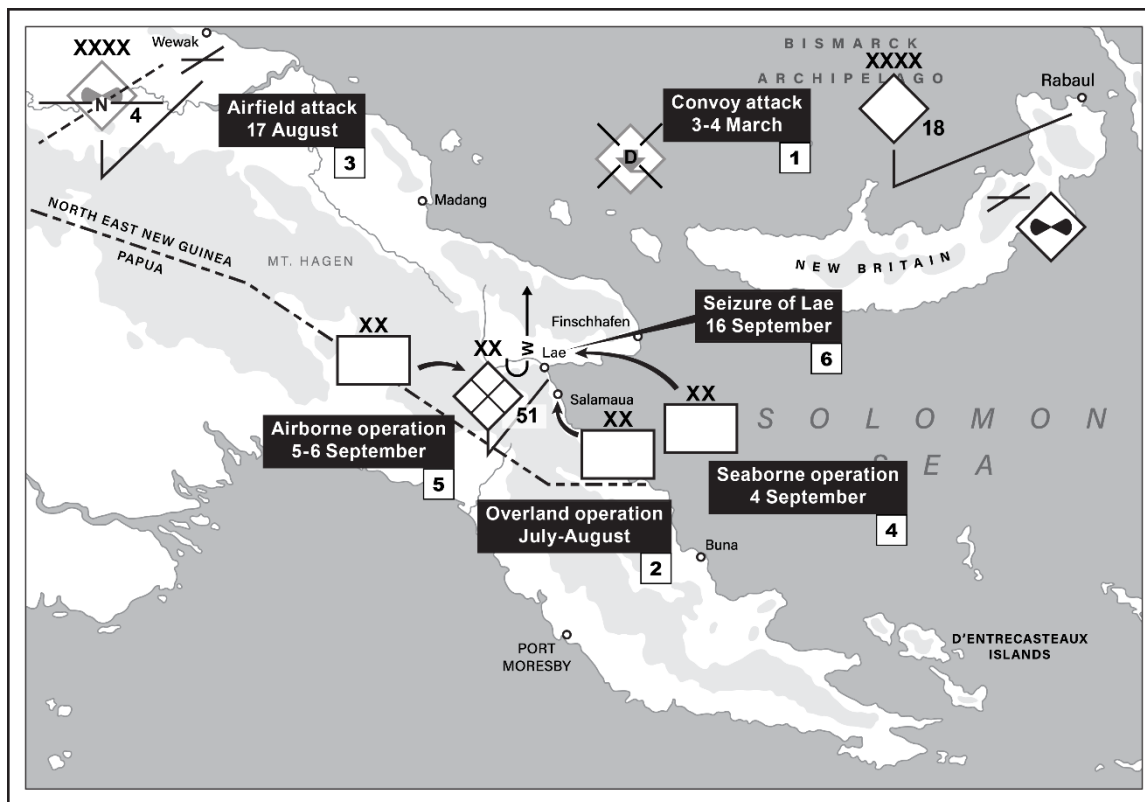 XXXX
Wewak
N
4
Airfield attack
17 August
3
BISMARCK
ARCHIPELAGO
XXXX
18
Rabaul
Convoy attack
3-4 March
1
D
Madang
NORTH EAST NEW GUINEA
PAPUA
MT. HAGEN
NEW BRITAIN
Seizure of Lae
16 September
6
Finschhafen
XX
XX
W
Lae
Salamaua
51
XX
XX
SOLOMON
SEA
Airborne operation
5-6 September
5
Seaborne operation
4 September
4
Overland operation
July-August
2
Buna
PORT
MORESBY
D'ENTRECASTEAUX
ISLANDS